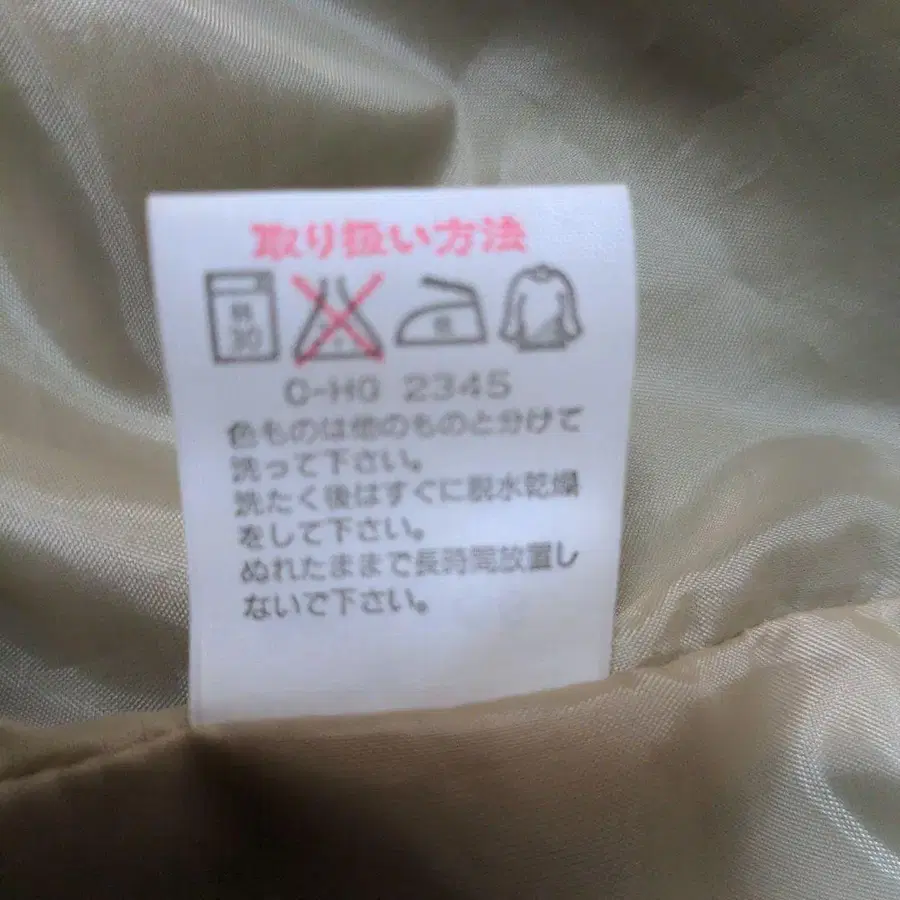 取り扱い方法
30
C-HG 2345
色ものは他のものと分けて
洗って下さい。
洗たく後はすぐに脱水乾燥
をして下さい。
ぬれたままで長時間放置し
ないで下さい。